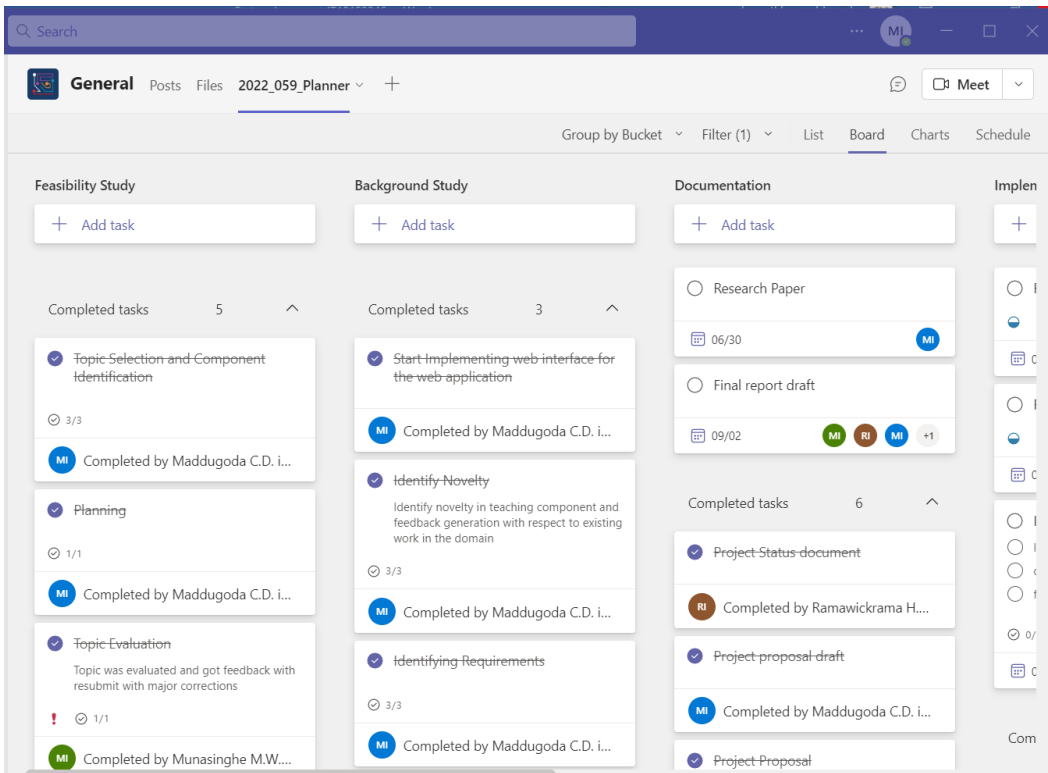 Search
MI
General Posts Files 2022_059_Planner
Meet
Group by Bucket Filter (1) List Board Charts Schedule
Feasibility Study
Add task
Completed tasks 5
Topic Selection and Component
Identification
3/3
MI Completed by Maddugoda C.D. i...
Planning
1/1
MI Completed by Maddugoda C.D. i...
Topic Evaluation
Topic was evaluated and got feedback with
resubmit with major corrections
! 1/1
MI Completed by Munasinghe M.W....
Background Study
Add task
Completed tasks 3
Start Implementing web interface for
the web application
MI Completed by Maddugoda C.D. i...
Identify Novelty
Identify novelty in teaching component and
feedback generation with respect to existing
work in the domain
3/3
MI Completed by Maddugoda C.D. i...
Identifying Requirements
3/3
MI Completed by Maddugoda C.D. i...
Documentation
Add task
Research Paper
06/30 MI
Final report draft
09/02 MI RI MI +1
Completed tasks 6
Project Status document
RI Completed by Ramawickrama H....
Project proposal draft
MI Completed by Maddugoda C.D. i...
Project Proposal
Implen
0/
Com